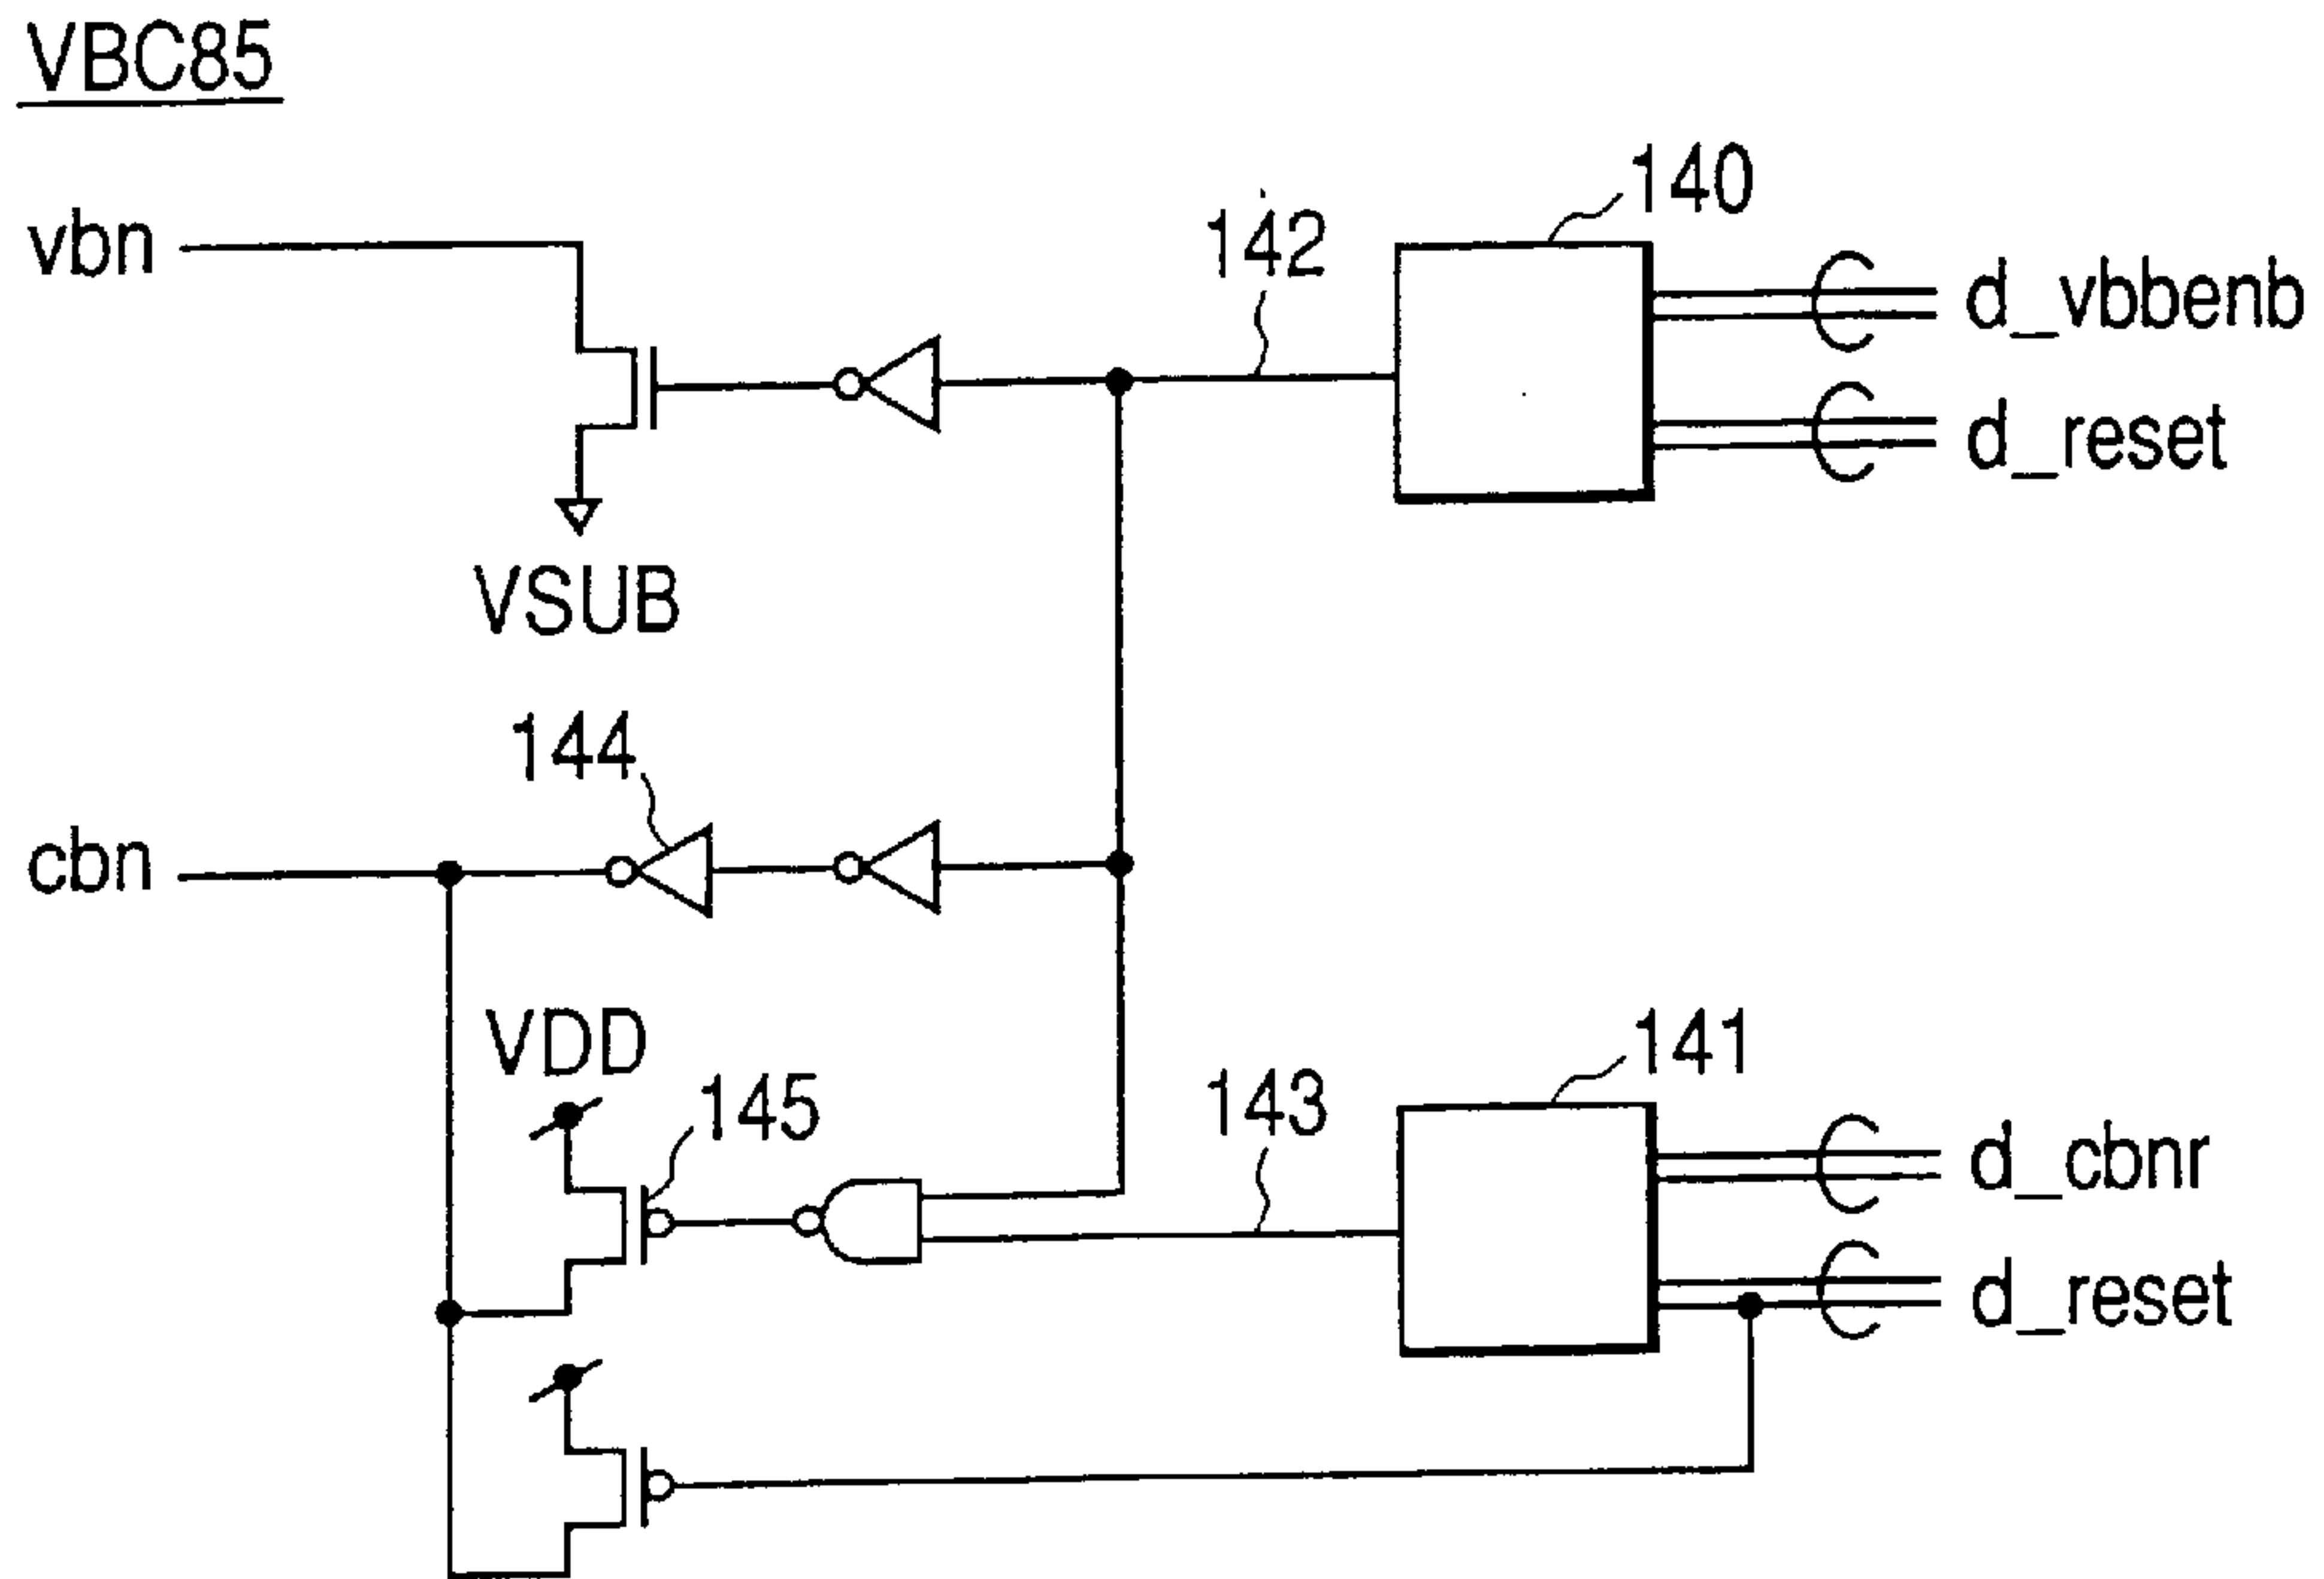 VBC85
140
142
vbn
d_vbbenb
d_reset
VSUB
144
cbn
VDD
141
145
143
d_cbnr
d_reset